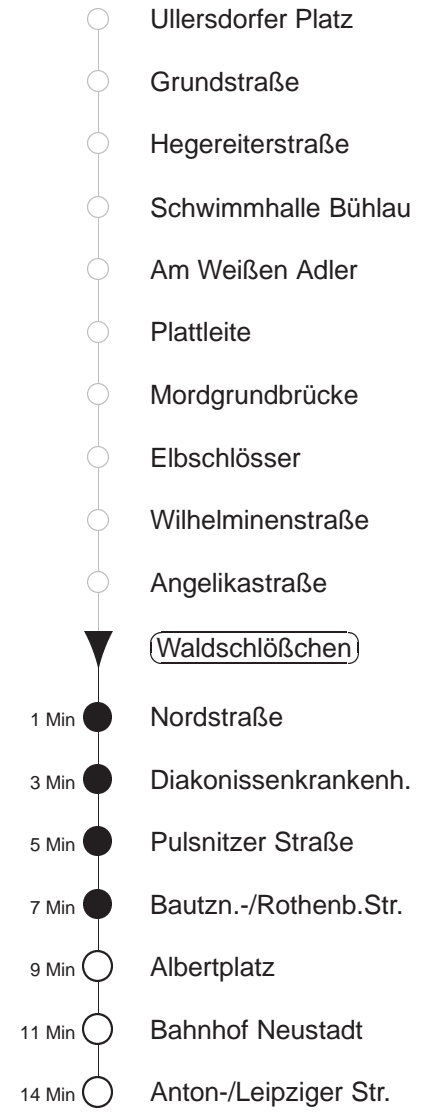 Ullersdorfer Platz
Grundstraße
Hegereiterstraße
Schwimmhalle Bühlau
Am Weißen Adler
Plattleite
Mordgrundbrücke
Elbschlösser
Wilhelminenstraße
Angelikastraße
Waldschlößchen
1 Min Nordstraße
3 Min Diakonissenkrankenh.
5 Min Pulsnitzer Straße
7 Min Bautzn.-/Rothenb.Str.
9 Min Albertplatz
11 Min Bahnhof Neustadt
14 Min Anton-/Leipziger Str.